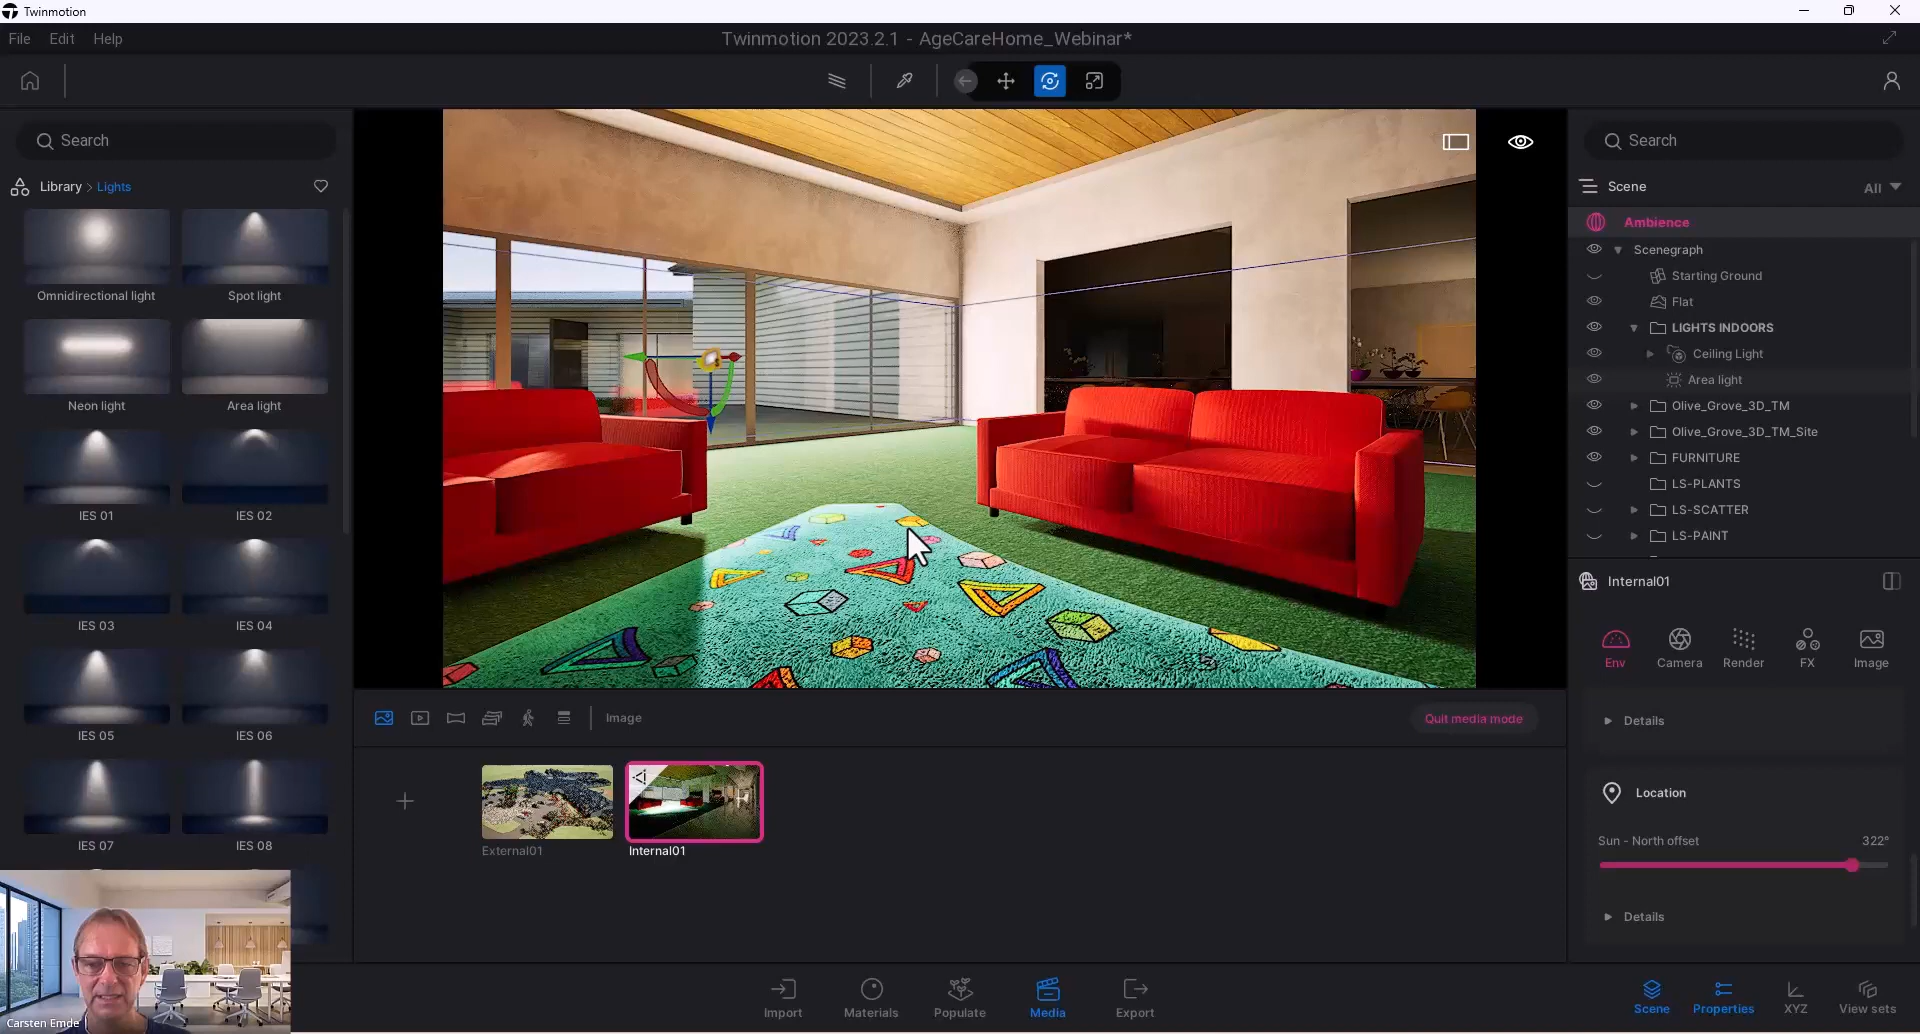 Twinmotion
File Edit Help
Twinmotion 2023.2.1 - AgeCareHome_Webinar*
Search
Library > Lights
Omnidirectional light
Spot light
Neon light
Area light
IES 01
IES 02
IES 03
IES 04
IES 05
IES 06
IES 07
IES 08
Carsten Emde
Image
Quit media mode
External01
Internal01
Import
Materials
Populate
Media
Export
Search
Scene
All
Ambience
Scenegraph
Starting Ground
Flat
LIGHTS INDOORS
Ceiling Light
Area light
Olive_Grove_3D_TM
Olive_Grove_3D_TM_Site
FURNITURE
LS-PLANTS
LS-SCATTER
LS-PAINT
Internal01
Env
Camera
Render
FX
Image
Details
Location
Sun - North offset 322°
Details
Scene
Properties
XYZ
View sets